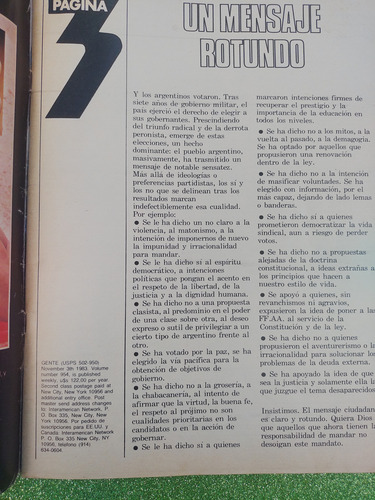 PAGINA
3
UN MENSAJE
ROTUNDO
Y los argentinos votaron. Tras
siete años de gobierno militar, el
país ejerció el derecho de elegir a
sus gobernantes. Prescindiendo
del triunfo radical y de la derrota
peronista, emerge de estas
elecciones, un hecho
dominante: el pueblo argentino,
masivamente, ha trasmitido un
mensaje de notable sensatez.
Más allá de ideologías o
preferencias partidistas, los sí y
los no que se delinean tras los
resultados marcan
indefectiblemente esa cualidad.
Por ejemplo:
● Se le ha dicho un no claro a la
violencia, al matonismo, a la
intención de imponernos de nuevo
la impunidad y irracionalidad
para mandar.
● Se le ha dicho sí al espíritu
democrático, a intenciones
políticas que pongan el acento en
el respeto de la libertad, de la
justicia y a la dignidad humana.
● Se ha dicho no a una propuesta
clasista, al predominio en el poder
de una clase sobre otra, al deseo
expreso o sutil de privilegiar a un
cierto tipo de argentino frente al
otro.
● Se ha votado por la paz, se ha
elegido la vía pacífica para la
obtención de objetivos de
gobierno.
● Se ha dicho no a la grosería, a
la chabacanería, al intento de
afirmar que la virtud, la buena fe,
el respeto al prójimo no son
cualidades prioritarias en los
candidatos o en la acción de
gobernar.
● Se le ha dicho sí a quienes
marcaron intenciones firmes de
recuperar el prestigio y la
importancia de la educación en
todos los niveles.
● Se ha dicho no a los mitos, a la
vuelta al pasado, a la demagogia.
Se ha optado por aquellos que
propusieron una renovación
dentro de la ley.
● Se ha dicho no a la intención de
masificar voluntades. Se ha
elegido con información, por el
más capaz, dejando de lado lemas
o banderas.
● Se ha dicho sí a quienes
prometieron democratizar la vida
sindical, aun a riesgo de perder
votos.
● Se ha dicho no a propuestas
alejadas de la doctrina
constitucional, a ideas extrañas a
los principios que hacen a
nuestro estilo de vida.
● Se apoyó a quienes, sin
revanchismos ni agravios,
expusieron la idea de poner a las
FF.AA. al servicio de la
Constitución y de la ley.
● Se ha dicho no a quienes
propusieron el aventurerismo o la
irracionalidad para solucionar los
problemas de la deuda externa.
● Se ha apoyado la idea de que
sea la justicia y solamente ella la
que juzgue el tema desaparecidos.
Insistimos. El mensaje ciudadano
es claro y rotundo. Quiera Dios
que aquellos que ahora tienen la
responsabilidad de mandar no
desoigan este mandato.
GENTE (USPS 502-990)
November 3th 1983. Volume
number 954, is published
weekly, u$s 122,00 per year.
Second class postage paid at
New City, New York 10956 and
additional entry office. Post
master send address changes
to: Interamerican Network, P.
O. Box 335, New City, New
York 10956. Por pedido de
suscripciones para EE.UU. y
Canadá: Interamerican Network
P. O. Box 335 New City, NY
10956, teléfono (914)
634-0604